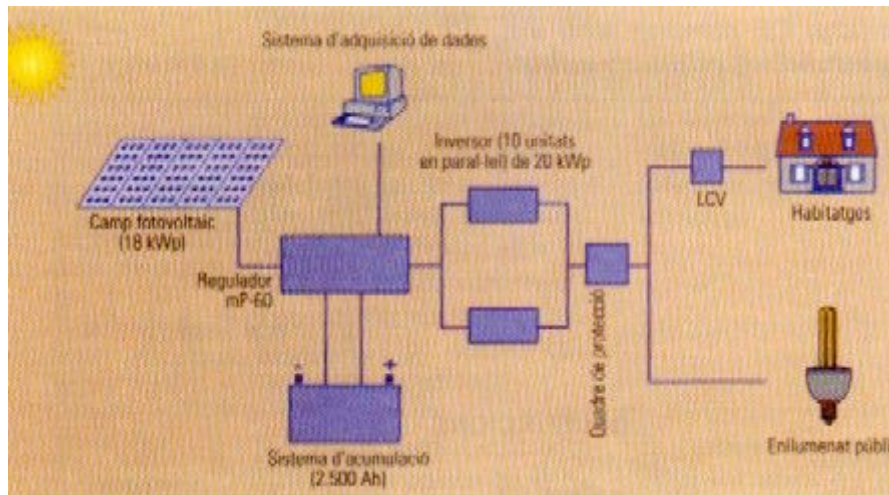 Sistema d'adquisició de dades
Inversor (10 unitats
en paral·lel) de 20 kWp
Camp fotovoltaic
(18 kWp)
LCV
Habitatges
Regulador
mP-60
Quadre de protecció
- +
Sistema d'acumulació
(2.500 Ah)
Enllumenat públi